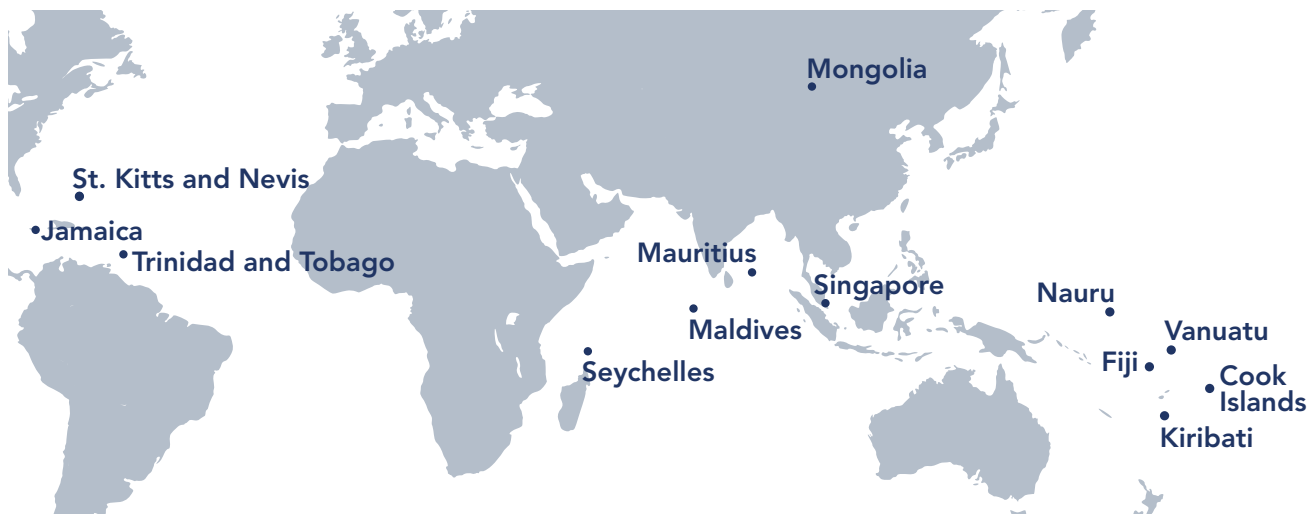 Mongolia
St. Kitts and Nevis
Jamaica
Trinidad and Tobago
Mauritius
Singapore
Nauru
Maldives
Vanuatu
Fiji
Seychelles
Cook
Islands
Kiribati